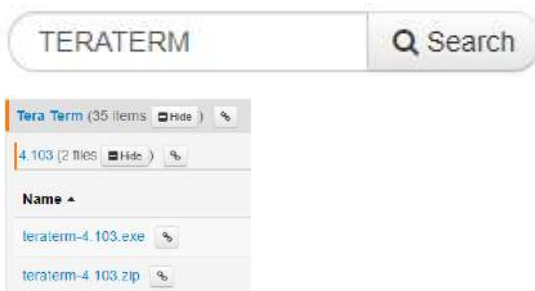 TERATERM Search
Tera Term (35 items Hide )
4.103 (2 files Hide )
Name
teraterm-4.103.exe
teraterm-4.103.zip